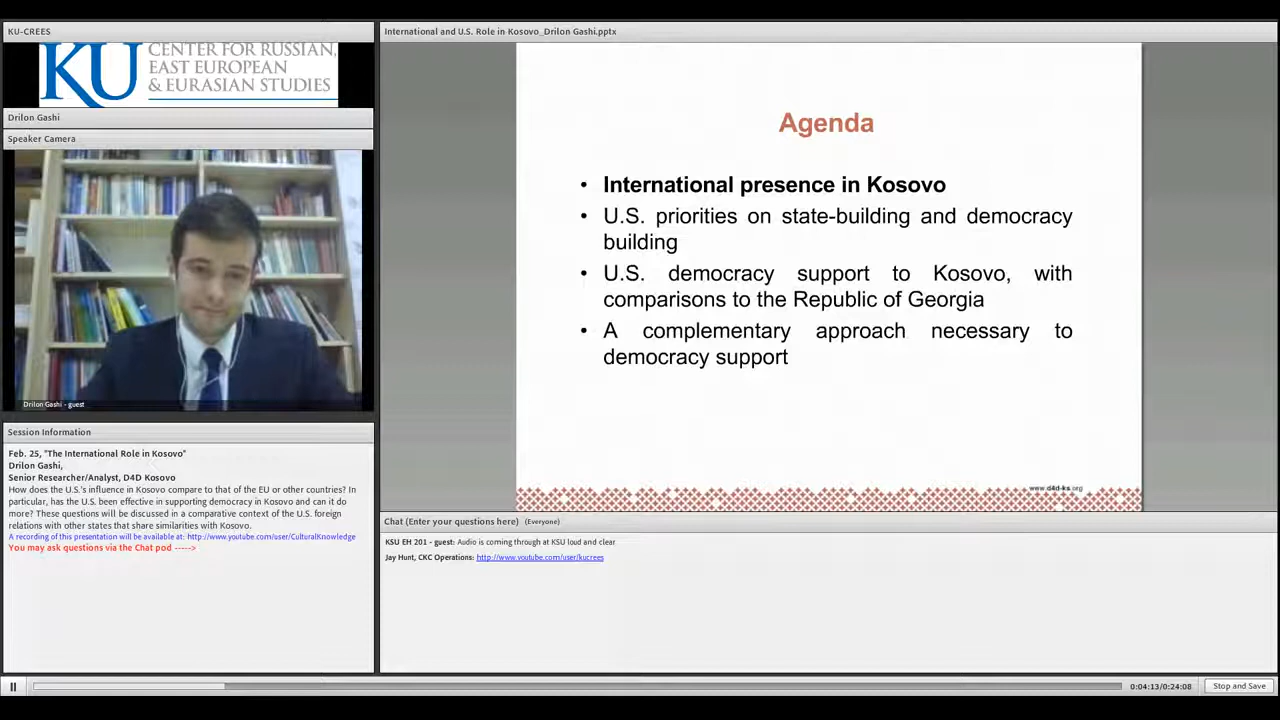 KU-CREES
KU CENTER FOR RUSSIAN,
EAST EUROPEAN
& EURASIAN STUDIES
Drilon Gashi
Speaker Camera
Drilon Gashi - guest
Session Information
Feb. 25, "The International Role in Kosovo"
Drilon Gashi,
Senior Researcher/Analyst, D4D Kosovo
How does the U.S.'s influence in Kosovo compare to that of the EU or other countries? In
particular, has the U.S. been effective in supporting democracy in Kosovo and can it do
more? These questions will be discussed in a comparative context of the U.S. foreign
relations with other states that share similarities with Kosovo.
A recording of this presentation will be available at: http://www.youtube.com/user/CulturalKnowledge
You may ask questions via the Chat pod ----->
International and U.S. Role in Kosovo_Drilon Gashi.pptx
Agenda
• International presence in Kosovo
• U.S. priorities on state-building and democracy
building
• U.S. democracy support to Kosovo, with
comparisons to the Republic of Georgia
• A complementary approach necessary to
democracy support
www.d4d-ks.org
Chat (Enter your questions here) (Everyone)
KSU EH 201 - guest: Audio is coming through at KSU loud and clear
Jay Hunt, CKC Operations: http://www.youtube.com/user/kucrees
0:04:13/0:24:08
Stop and Save